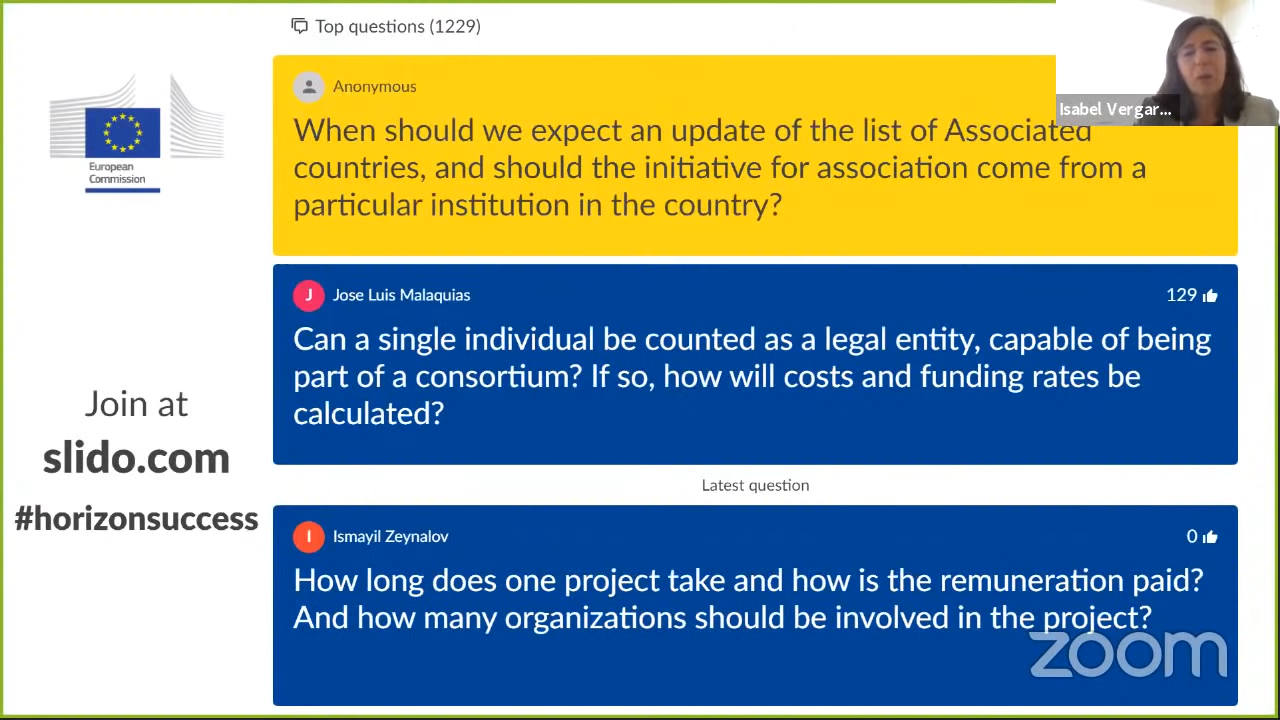 Top questions (1229)
Isabel Vergar...
European
Commission
Anonymous
When should we expect an update of the list of Associated
countries, and should the initiative for association come from a
particular institution in the country?
J
Jose Luis Malaquias
129
Can a single individual be counted as a legal entity, capable of being
part of a consortium? If so, how will costs and funding rates be
calculated?
Join at
slido.com
#horizonsuccess
Latest question
I
Ismayil Zeynalov
0
How long does one project take and how is the remuneration paid?
And how many organizations should be involved in the project?
zoom